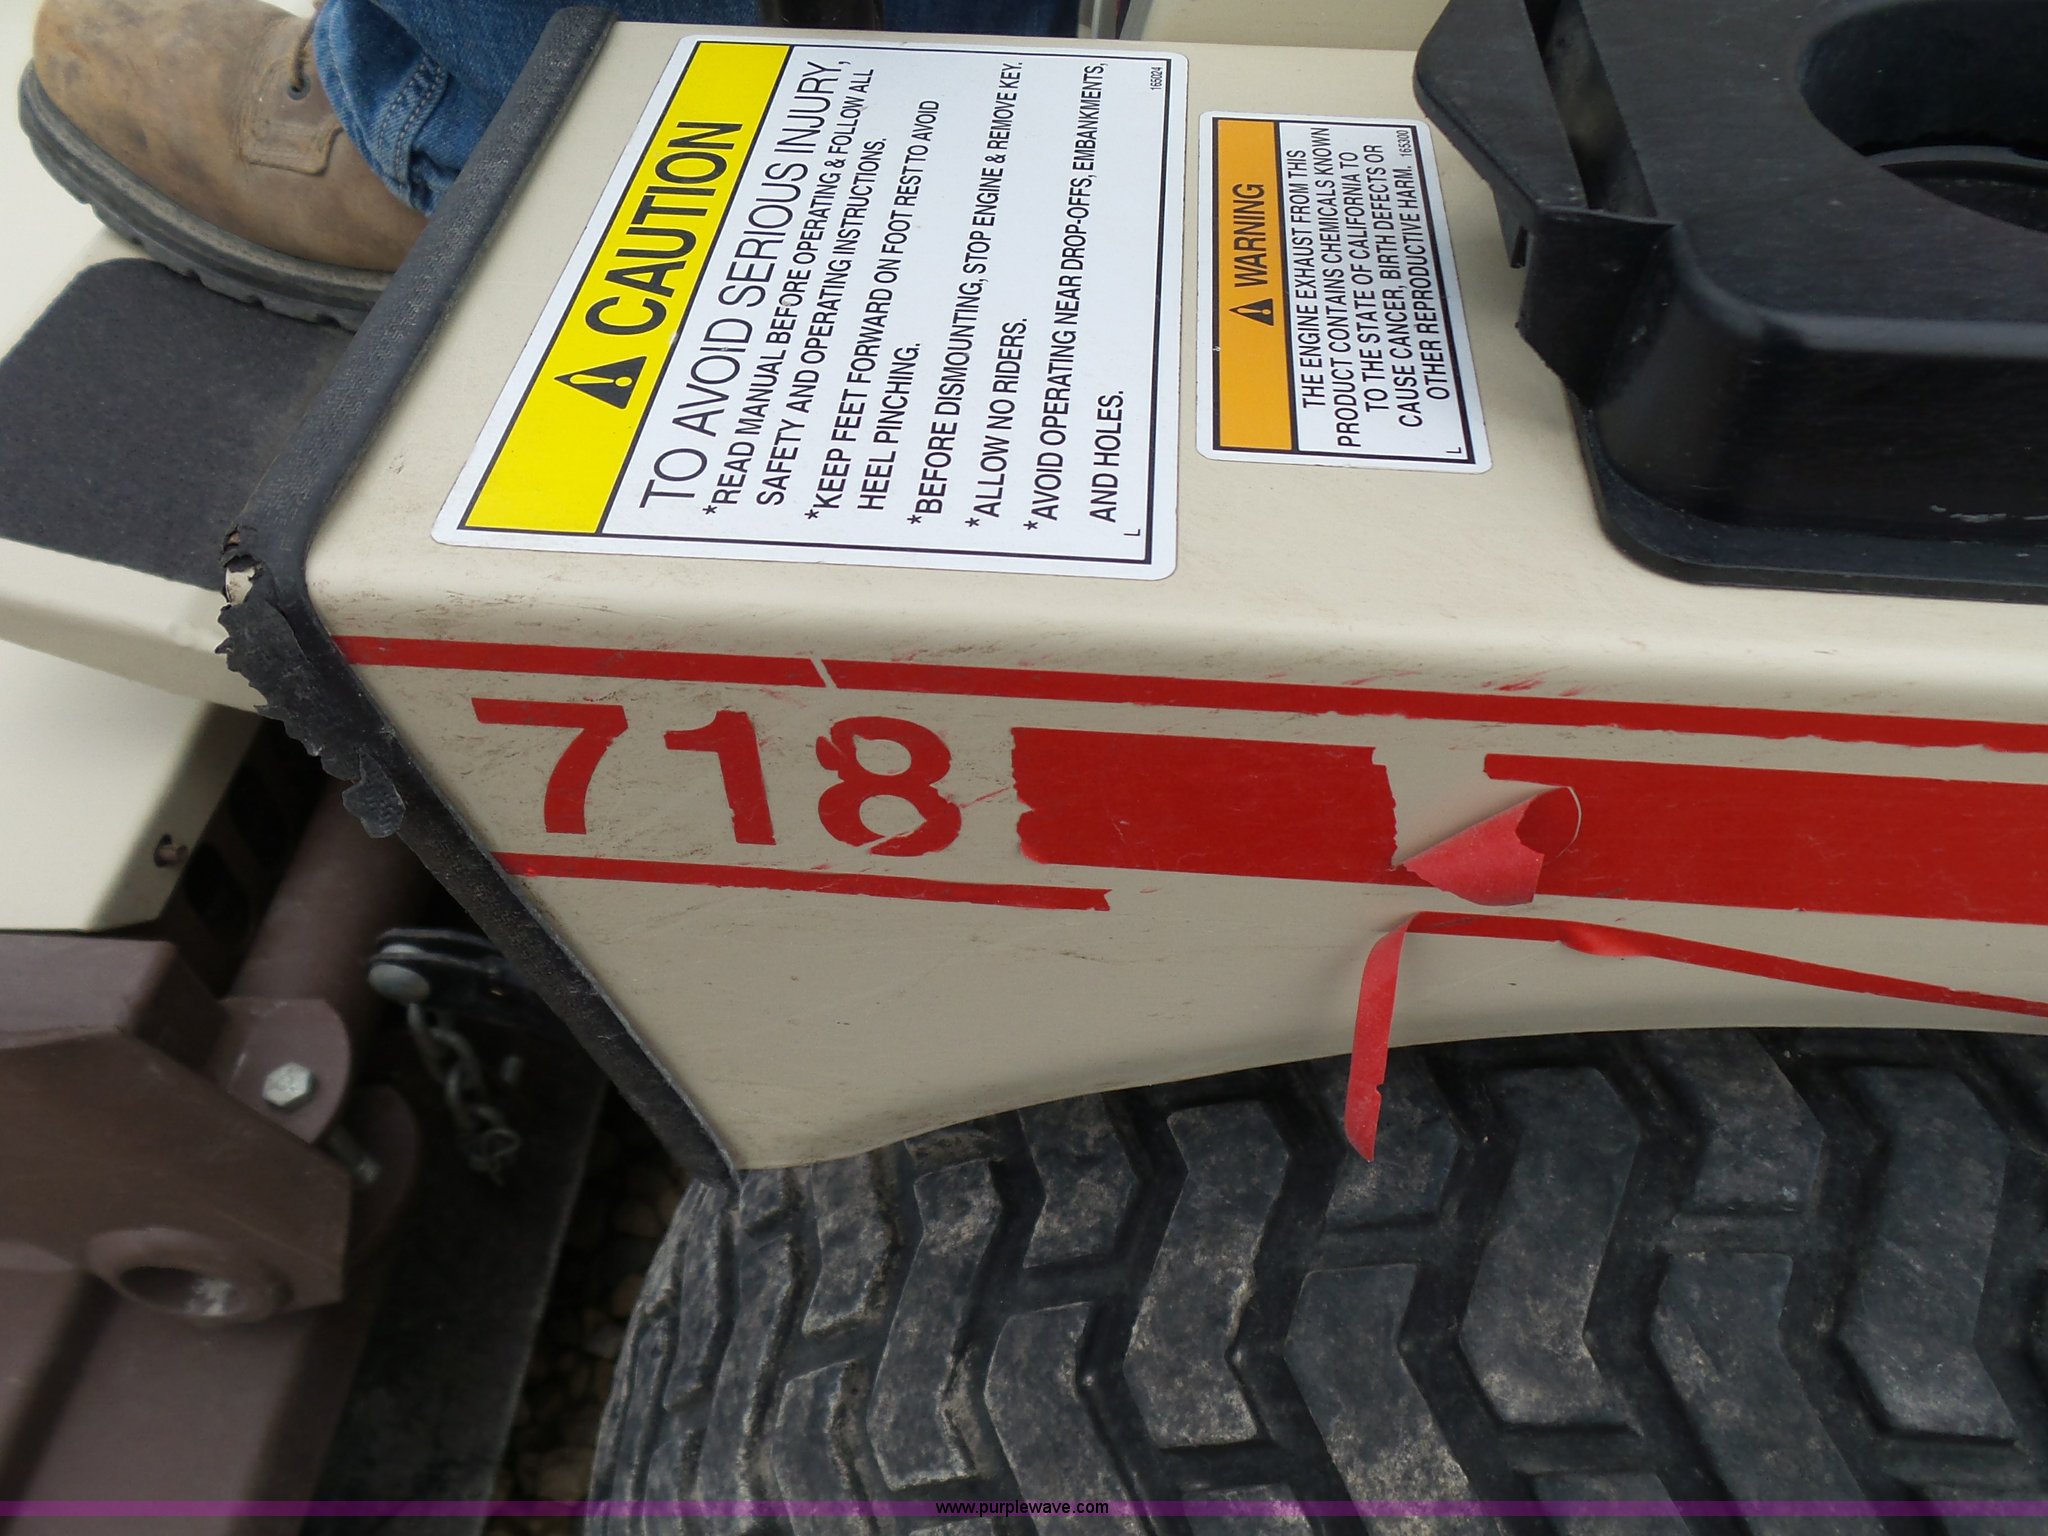 CAUTION
TO AVOID SERIOUS INJURY,
*READ MANUAL BEFORE OPERATING & FOLLOW ALL
SAFETY AND OPERATING INSTRUCTIONS.
*KEEP FEET FORWARD ON FOOT REST TO AVOID
HEEL PINCHING.
*BEFORE DISMOUNTING, STOP ENGINE & REMOVE KEY.
*ALLOW NO RIDERS.
*AVOID OPERATING NEAR DROP-OFFS, EMBANKMENTS,
AND HOLES.
L 165024
WARNING
THE ENGINE EXHAUST FROM THIS
PRODUCT CONTAINS CHEMICALS KNOWN
TO THE STATE OF CALIFORNIA TO
CAUSE CANCER, BIRTH DEFECTS OR
OTHER REPRODUCTIVE HARM. 165300
L
718
www.purplewave.com